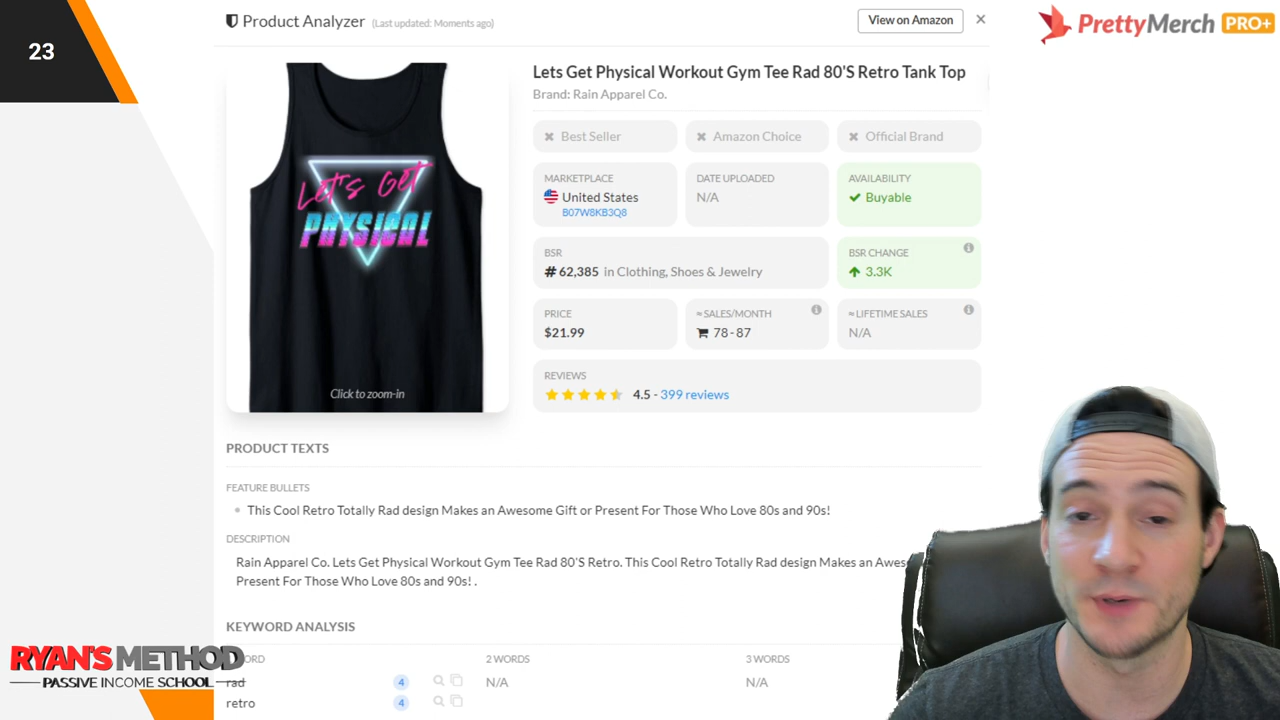 23
Product Analyzer (Last updated: Moments ago)
View on Amazon ×
PrettyMerch PRO+
Let's Get
PHYSICAL
Click to zoom-in
Lets Get Physical Workout Gym Tee Rad 80'S Retro Tank Top
Brand: Rain Apparel Co.
Best Seller
Amazon Choice
Official Brand
MARKETPLACE
United States
B07W8KB3Q8
DATE UPLOADED
N/A
AVAILABILITY
Buyable
BSR
# 62,385 in Clothing, Shoes & Jewelry
BSR CHANGE
3.3K
PRICE
$21.99
≈ SALES/MONTH
78 - 87
≈ LIFETIME SALES
N/A
REVIEWS
4.5 - 399 reviews
PRODUCT TEXTS
FEATURE BULLETS
This Cool Retro Totally Rad design Makes an Awesome Gift or Present For Those Who Love 80s and 90s!
DESCRIPTION
Rain Apparel Co. Lets Get Physical Workout Gym Tee Rad 80'S Retro. This Cool Retro Totally Rad design Makes an Awes
Present For Those Who Love 80s and 90s! .
KEYWORD ANALYSIS
RYAN'S METHOD
PASSIVE INCOME SCHOOL
ORD
2 WORDS
3 WORDS
rad 4
N/A
N/A
retro 4